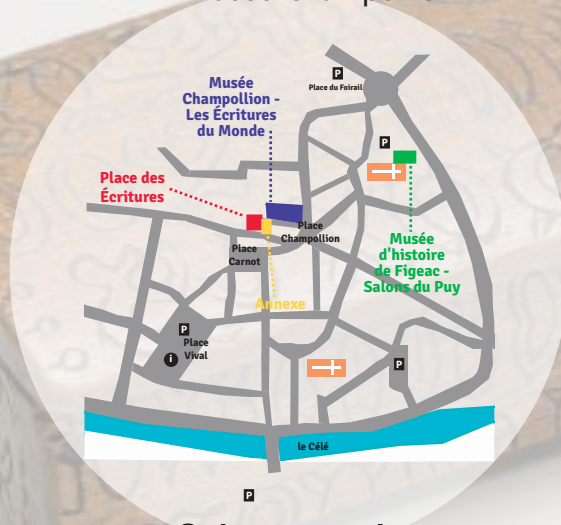 P
Place du Foirail
Musée
Champollion -
Les Écritures
du Monde
P
Place des
Écritures
Place
Champollion
Place
Carnot
Musée
d'histoire
de Figeac -
Salons du Puy
Annexe
P
Place
Vival
i
P
le Célé
P